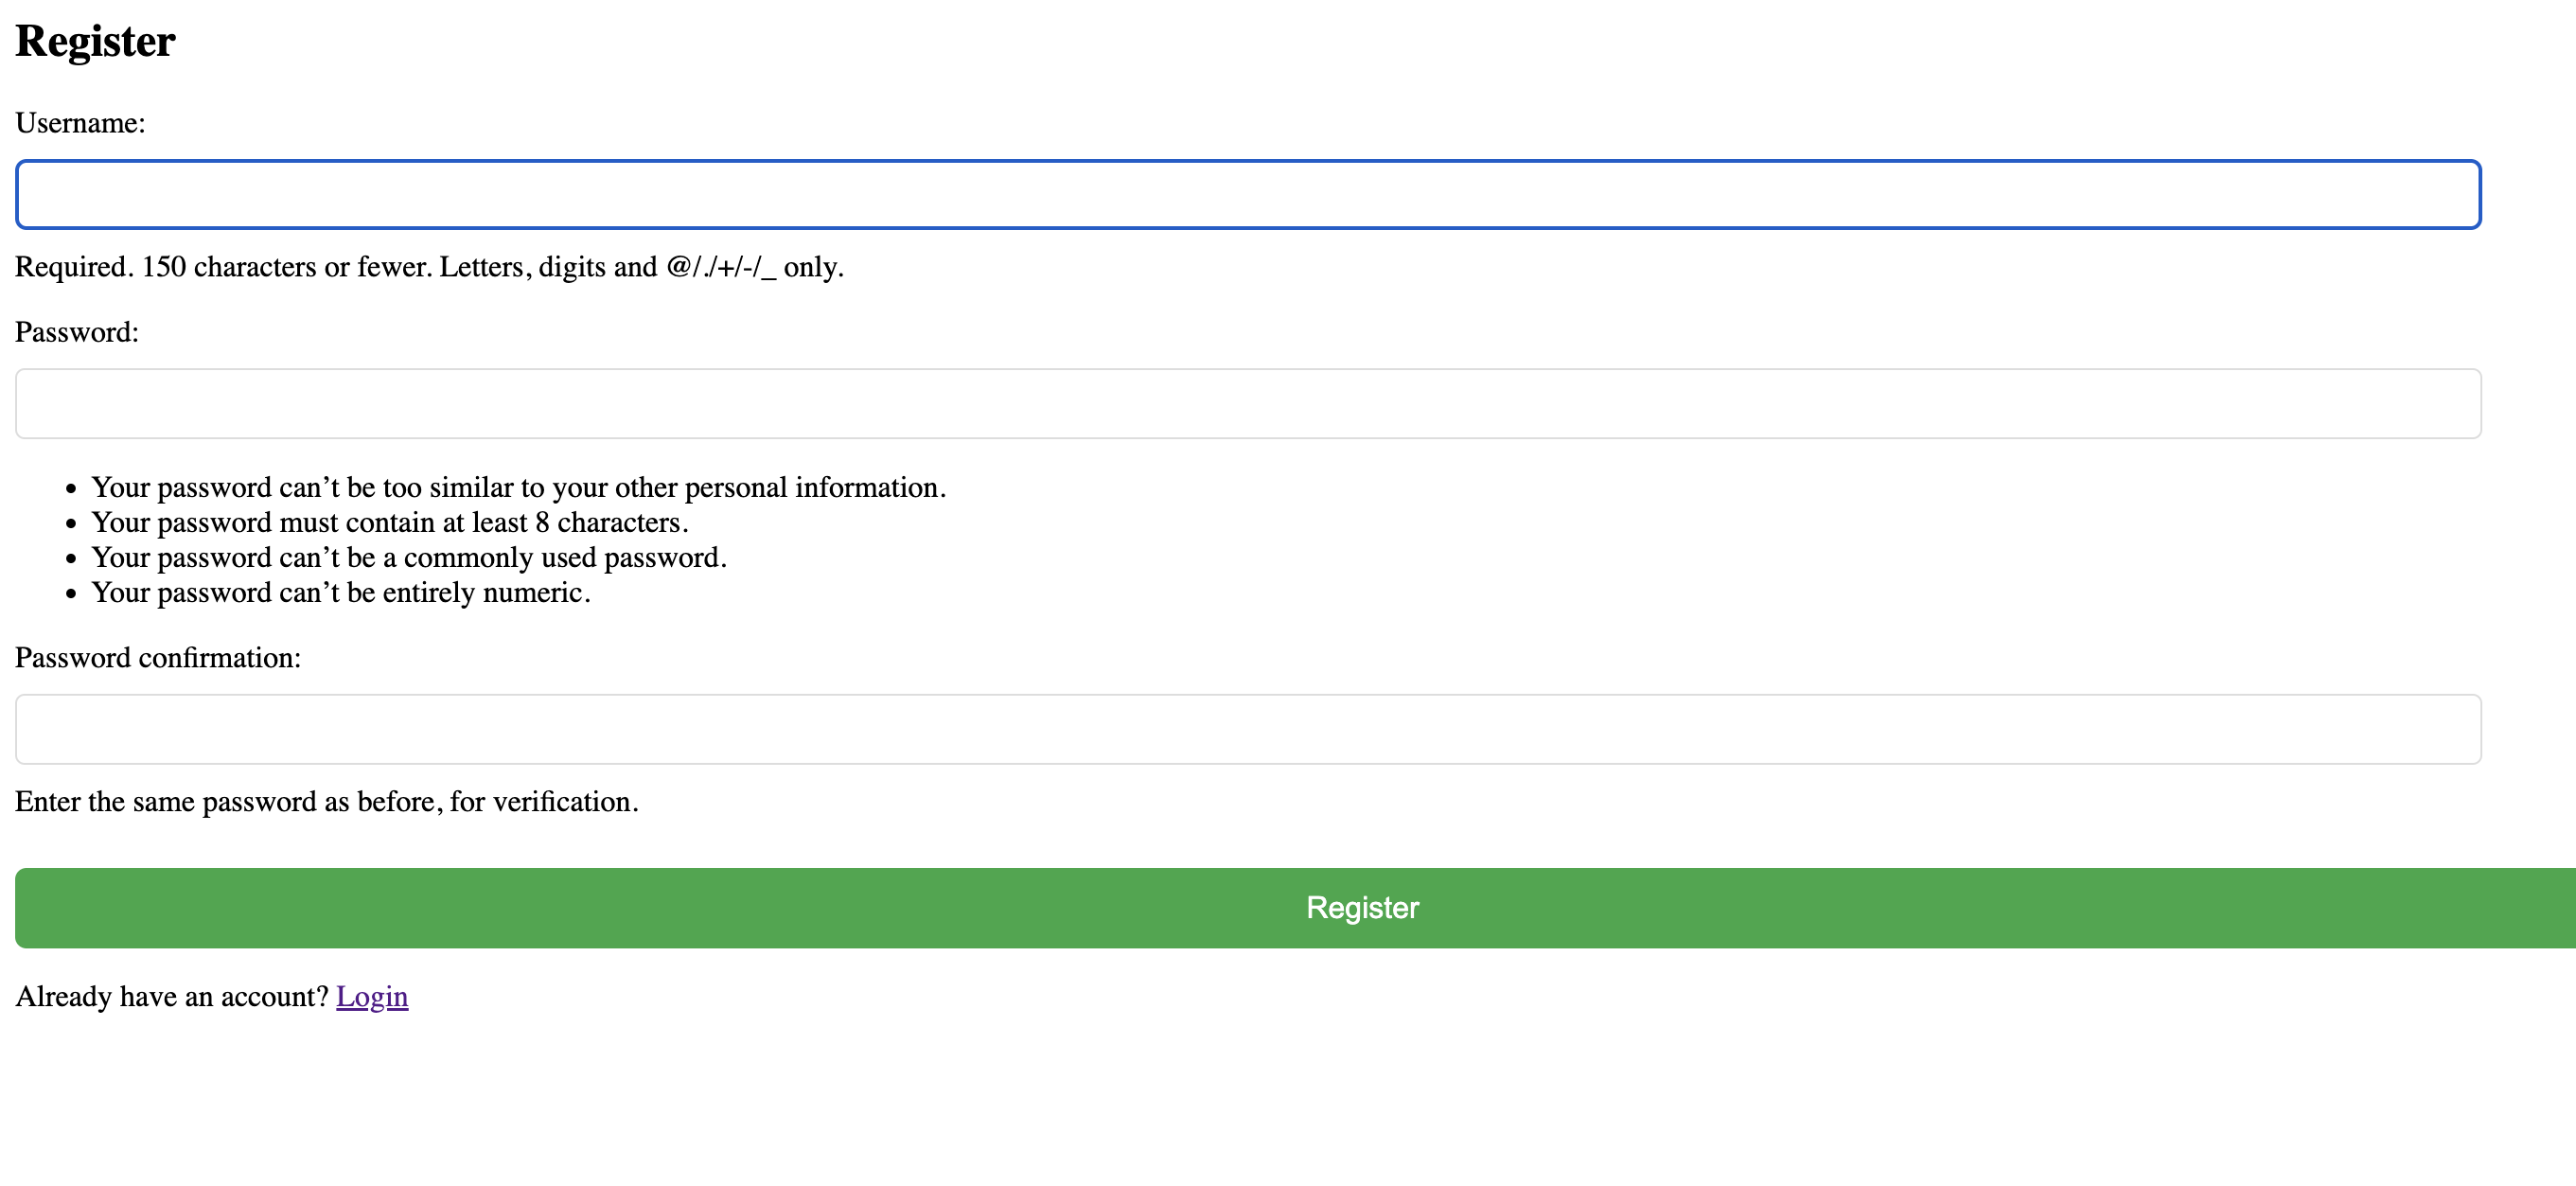 Register
Username:
Required. 150 characters or fewer. Letters, digits and @/./+/-/_ only.
Password:
Your password can’t be too similar to your other personal information.
Your password must contain at least 8 characters.
Your password can’t be a commonly used password.
Your password can’t be entirely numeric.
Password confirmation:
Enter the same password as before, for verification.
Register
Already have an account? Login